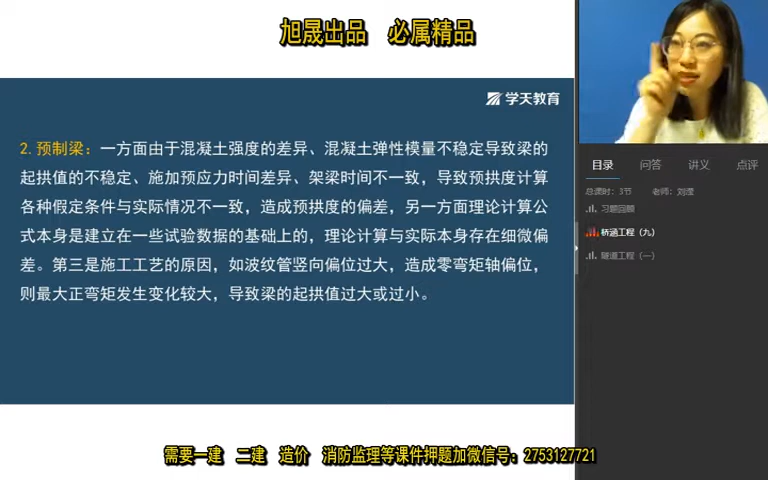 旭晟出品 必属精品
学天教育
2.预制梁：一方面由于混凝土强度的差异、混凝土弹性模量不稳定导致梁的
起拱值的不稳定、施加预应力时间差异、架梁时间不一致，导致预拱度计算
各种假定条件与实际情况不一致，造成预拱度的偏差，另一方面理论计算公
式本身是建立在一些试验数据的基础上的，理论计算与实际本身存在细微偏
差。第三是施工工艺的原因，如波纹管竖向偏位过大，造成零弯矩轴偏位，
则最大正弯矩发生变化较大，导致梁的起拱值过大或过小。
目录 问答 讲义 点评
总课时：3节 老师：刘滢
习题回顾
桥涵工程（九）
隧道工程（一）
需要一建 二建 造价 消防监理等课件押题加微信号：2753127721